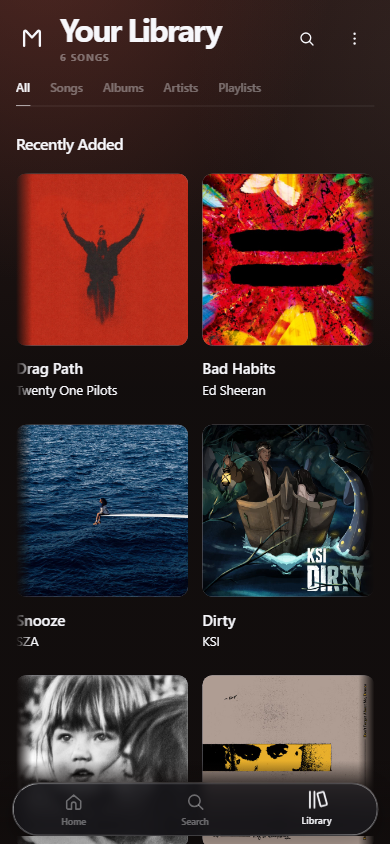 Your Library
6 SONGS
All Songs Albums Artists Playlists
Recently Added
Drag Path
Twenty One Pilots
Bad Habits
Ed Sheeran
KSI
DIRTY
Snooze
SZA
Dirty
KSI
Home
Search
Library